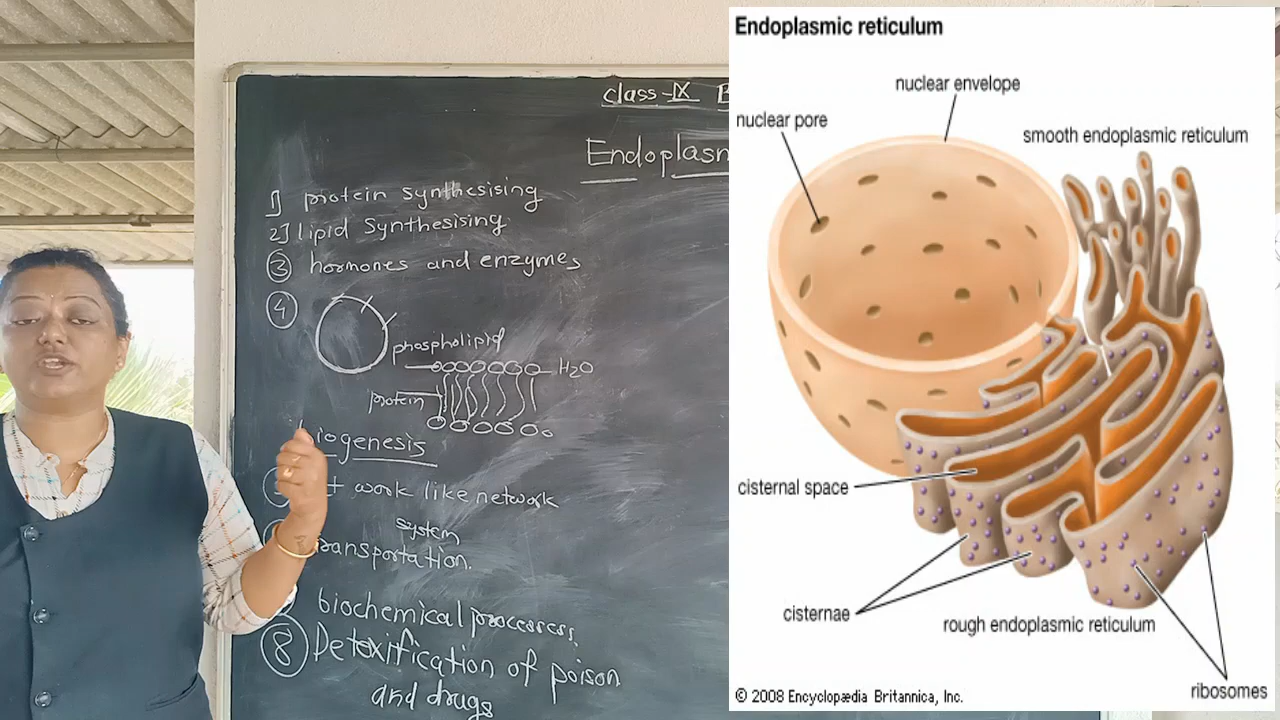 class-IX B
Endoplasm
1] protein synthesising
2] lipid synthesising
③ hormones and enzymes
④
phospholipid
H2O
protein
iogenesis
t work like network
system
ransportation.
biochemical processess,
⑧ Detoxification of poison
and drugs
Endoplasmic reticulum
nuclear envelope
nuclear pore
smooth endoplasmic reticulum
cisternal space
cisternae
rough endoplasmic reticulum
ribosomes
© 2008 Encyclopædia Britannica, Inc.